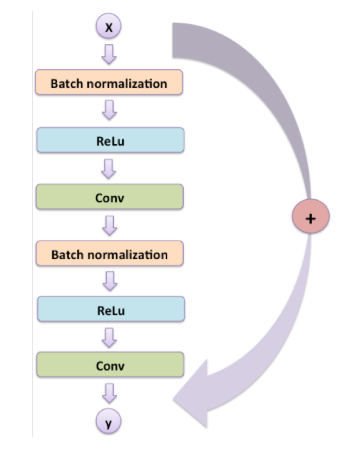 X
Batch normalization
ReLu
Conv
+
Batch normalization
ReLu
Conv
y